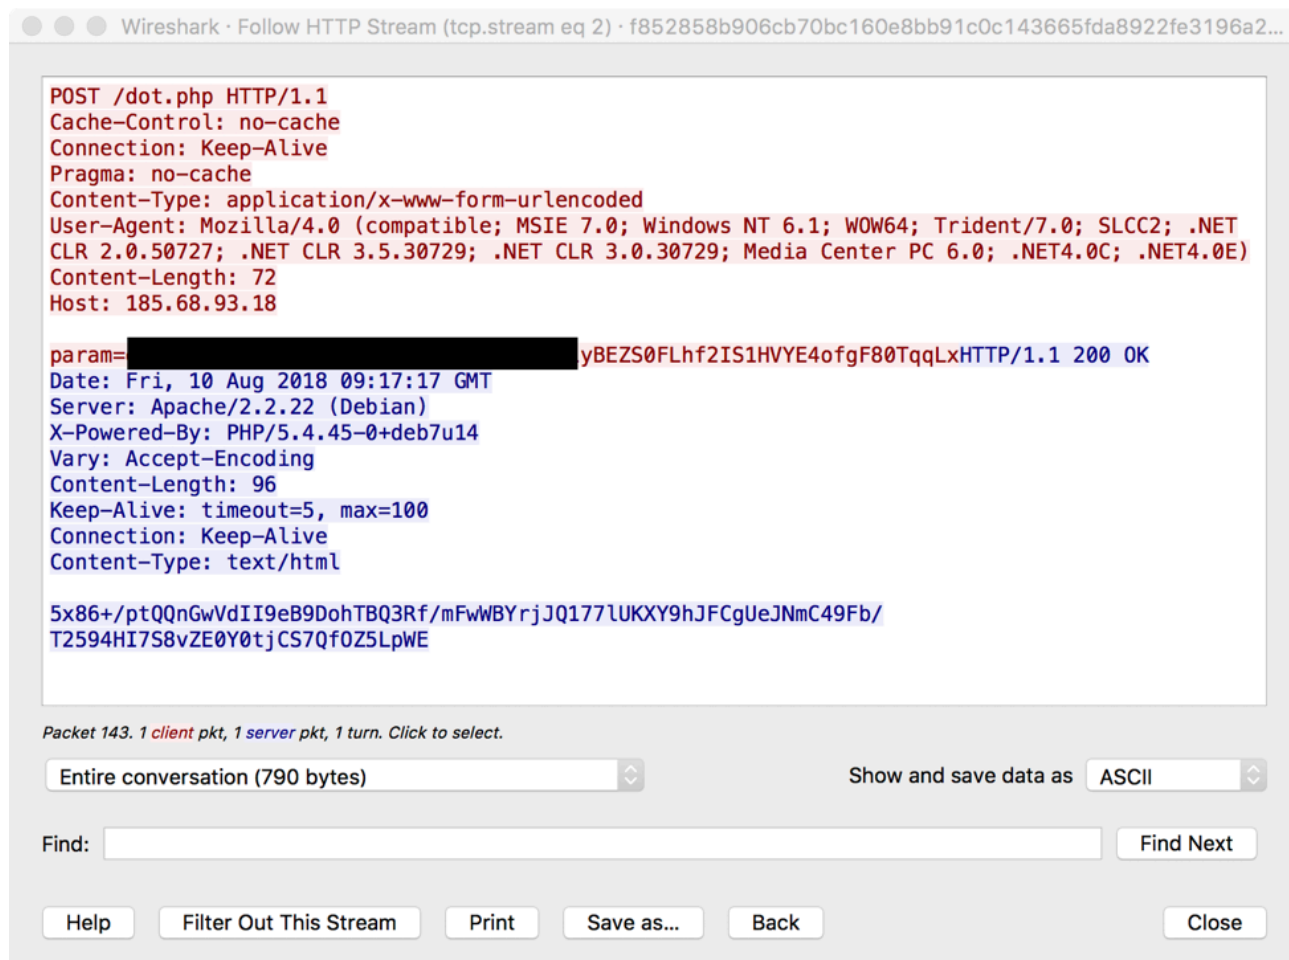 Wireshark · Follow HTTP Stream (tcp.stream eq 2) · f852858b906cb70bc160e8bb91c0c143665fda8922fe3196a2...
POST /dot.php HTTP/1.1
Cache-Control: no-cache
Connection: Keep-Alive
Pragma: no-cache
Content-Type: application/x-www-form-urlencoded
User-Agent: Mozilla/4.0 (compatible; MSIE 7.0; Windows NT 6.1; WOW64; Trident/7.0; SLCC2; .NET
CLR 2.0.50727; .NET CLR 3.5.30729; .NET CLR 3.0.30729; Media Center PC 6.0; .NET4.0C; .NET4.0E)
Content-Length: 72
Host: 185.68.93.18
param= yBEZS0FLhf2IS1HVYE4ofgF80TqqLxHTTP/1.1 200 OK
Date: Fri, 10 Aug 2018 09:17:17 GMT
Server: Apache/2.2.22 (Debian)
X-Powered-By: PHP/5.4.45-0+deb7u14
Vary: Accept-Encoding
Content-Length: 96
Keep-Alive: timeout=5, max=100
Connection: Keep-Alive
Content-Type: text/html
5x86+/ptQQnGwVdII9eB9DohTBQ3Rf/mFwWBYrjJQ177lUKXY9hJFCgUeJNmC49Fb/
T2594HI7S8vZE0Y0tjCS7QfOZ5LpWE
Packet 143. 1 client pkt, 1 server pkt, 1 turn. Click to select.
Entire conversation (790 bytes)
Show and save data as ASCII
Find:
Find Next
Help
Filter Out This Stream
Print
Save as...
Back
Close